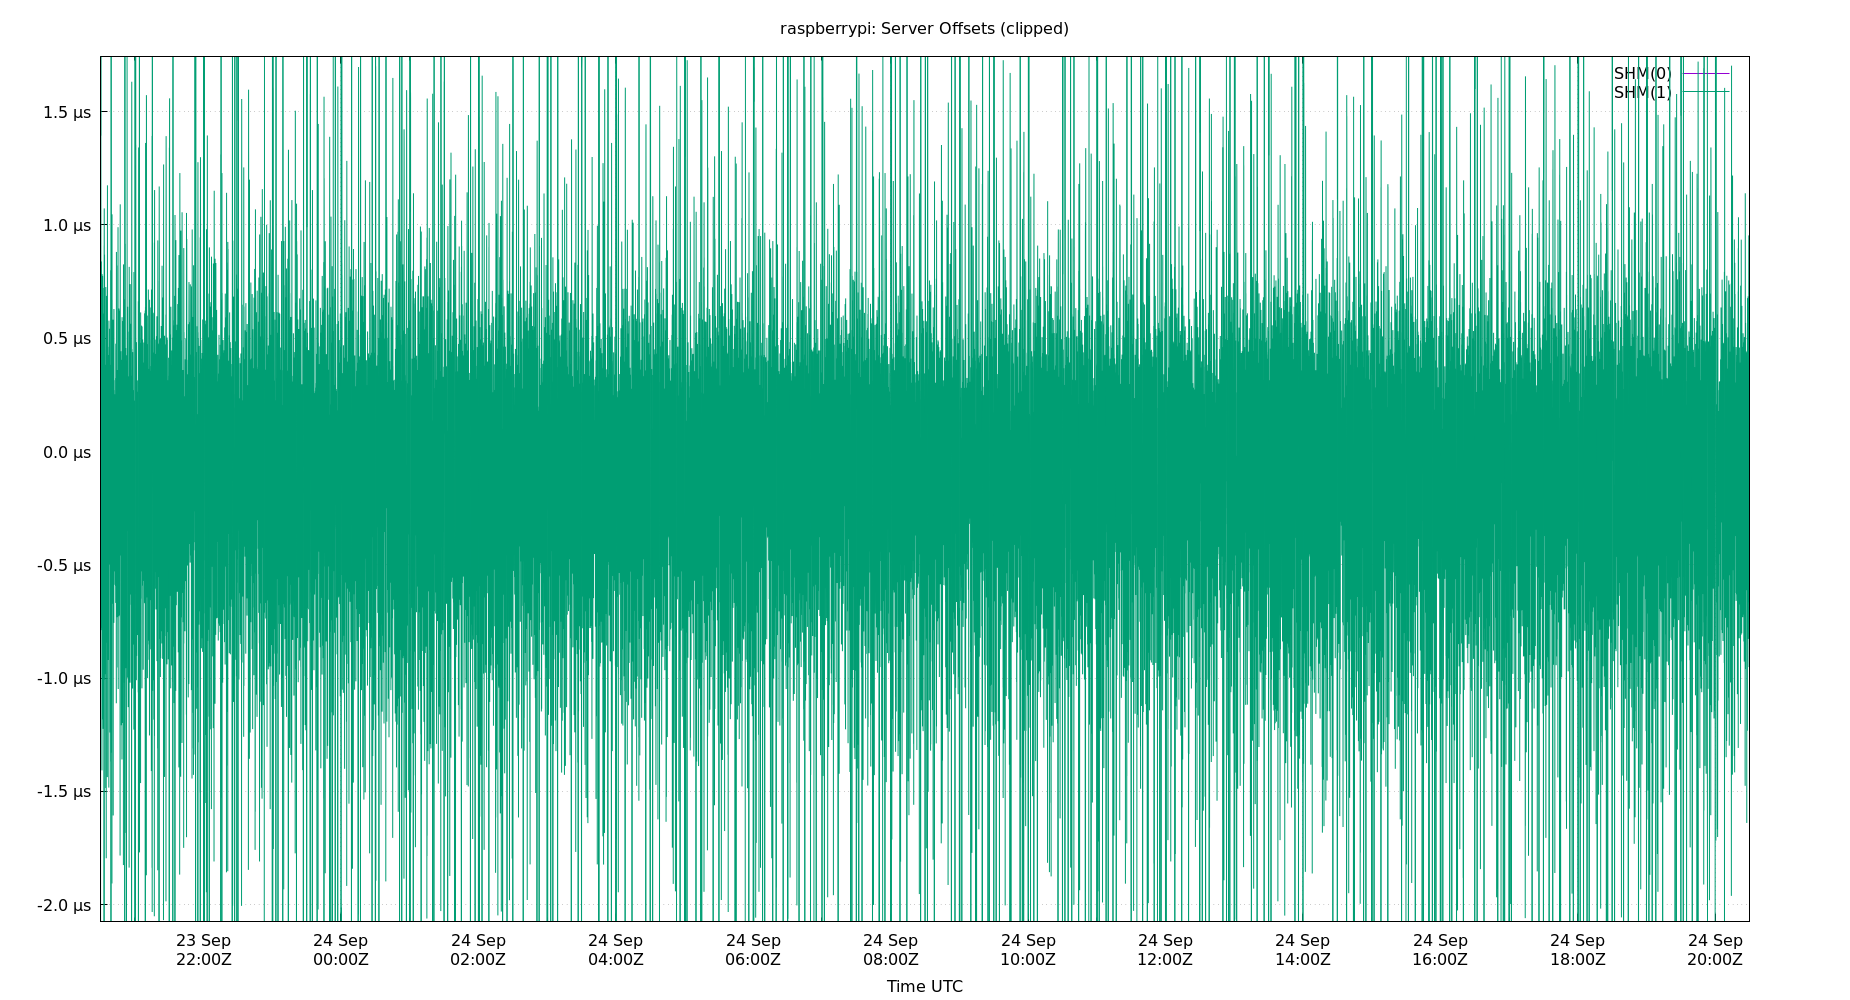 raspberrypi: Server Offsets (clipped)
SHM(0)
SHM(1)
1.5 µs
1.0 µs
0.5 µs
0.0 µs
-0.5 µs
-1.0 µs
-1.5 µs
-2.0 µs
23 Sep 24 Sep 24 Sep 24 Sep 24 Sep 24 Sep 24 Sep 24 Sep 24 Sep 24 Sep 24 Sep 24 Sep
22:00Z 00:00Z 02:00Z 04:00Z 06:00Z 08:00Z 10:00Z 12:00Z 14:00Z 16:00Z 18:00Z 20:00Z
Time UTC